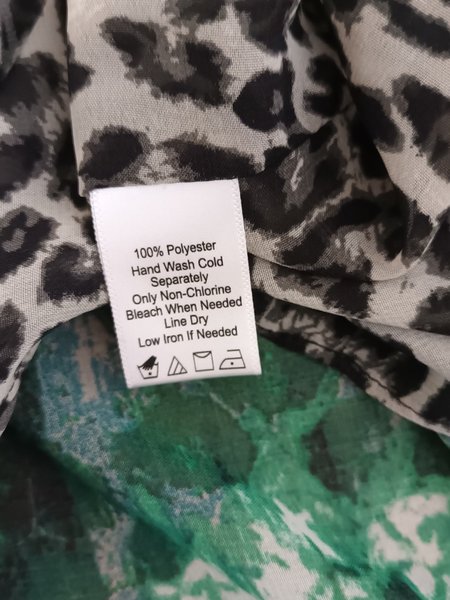 100% Polyester
Hand Wash Cold
Separately
Only Non-Chlorine
Bleach When Needed
Line Dry
Low Iron If Needed